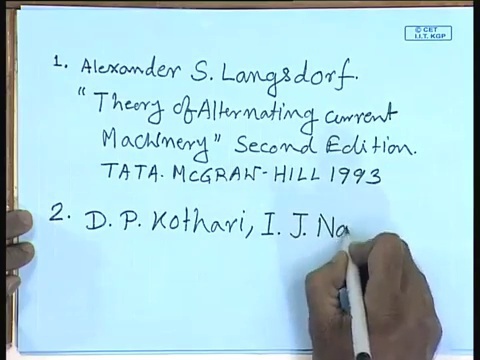 © CET
I.I.T. KGP
1. Alexander S. Langsdorf.
"Theory of Alternating current
Machinery" Second Edition.
TATA. McGRAW-HILL 1993
2. D. P. Kothari, I. J. Na